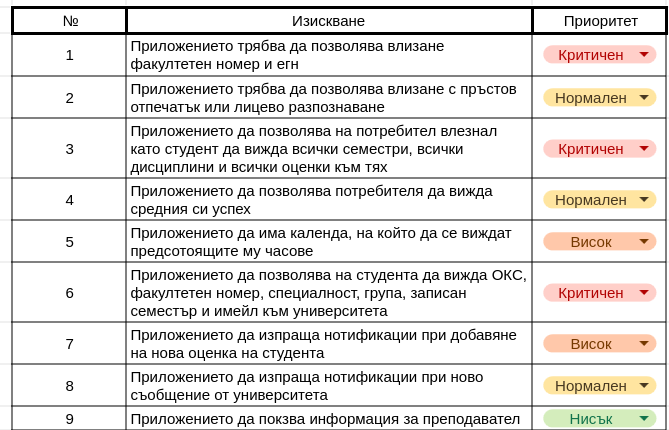 № Изискване Приоритет
1 Приложението трябва да позволява влизане Критичен
факултетен номер и егн
2 Приложението трябва да позволява влизане с пръстов Нормален
отпечатък или лицево разпознаване
3 Приложението да позволява на потребител влезнал Критичен
като студент да вижда всички семестри, всички
дисциплини и всички оценки към тях
4 Приложението да позволява потребителя да вижда Нормален
средния си успех
5 Приложението да има календа, на който да се виждат Висок
предсотоящите му часове
6 Приложението да позволява на студента да вижда ОКС, Критичен
факултетен номер, специалност, група, записан
семестър и имейл към университета
7 Приложението да изпраща нотификации при добавяне Висок
на нова оценка на студента
8 Приложението да изпраща нотификации при ново Нормален
съобщение от университета
9 Приложението да покзва информация за преподавател Нисък